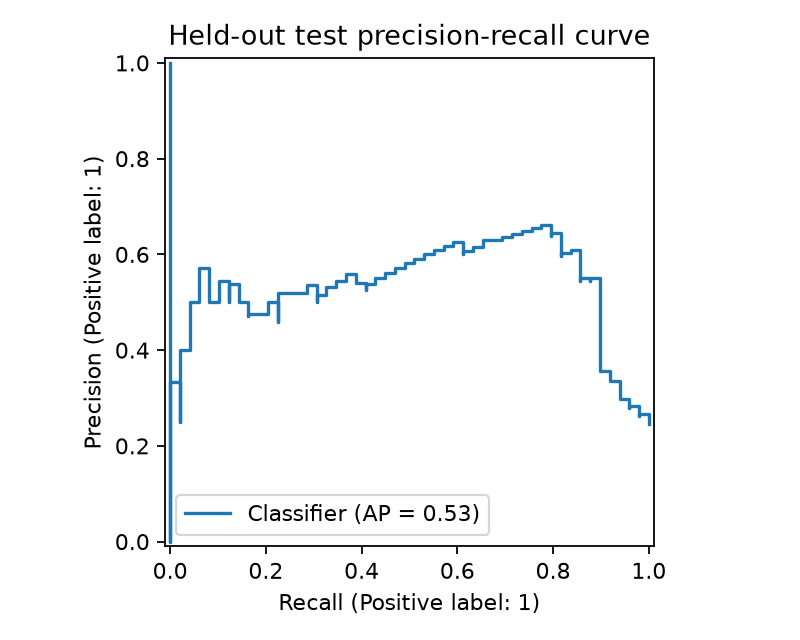 Held-out test precision-recall curve
1.0
0.8
0.6
0.4
0.2
0.0
Precision (Positive label: 1)
Classifier (AP = 0.53)
0.0 0.2 0.4 0.6 0.8 1.0
Recall (Positive label: 1)